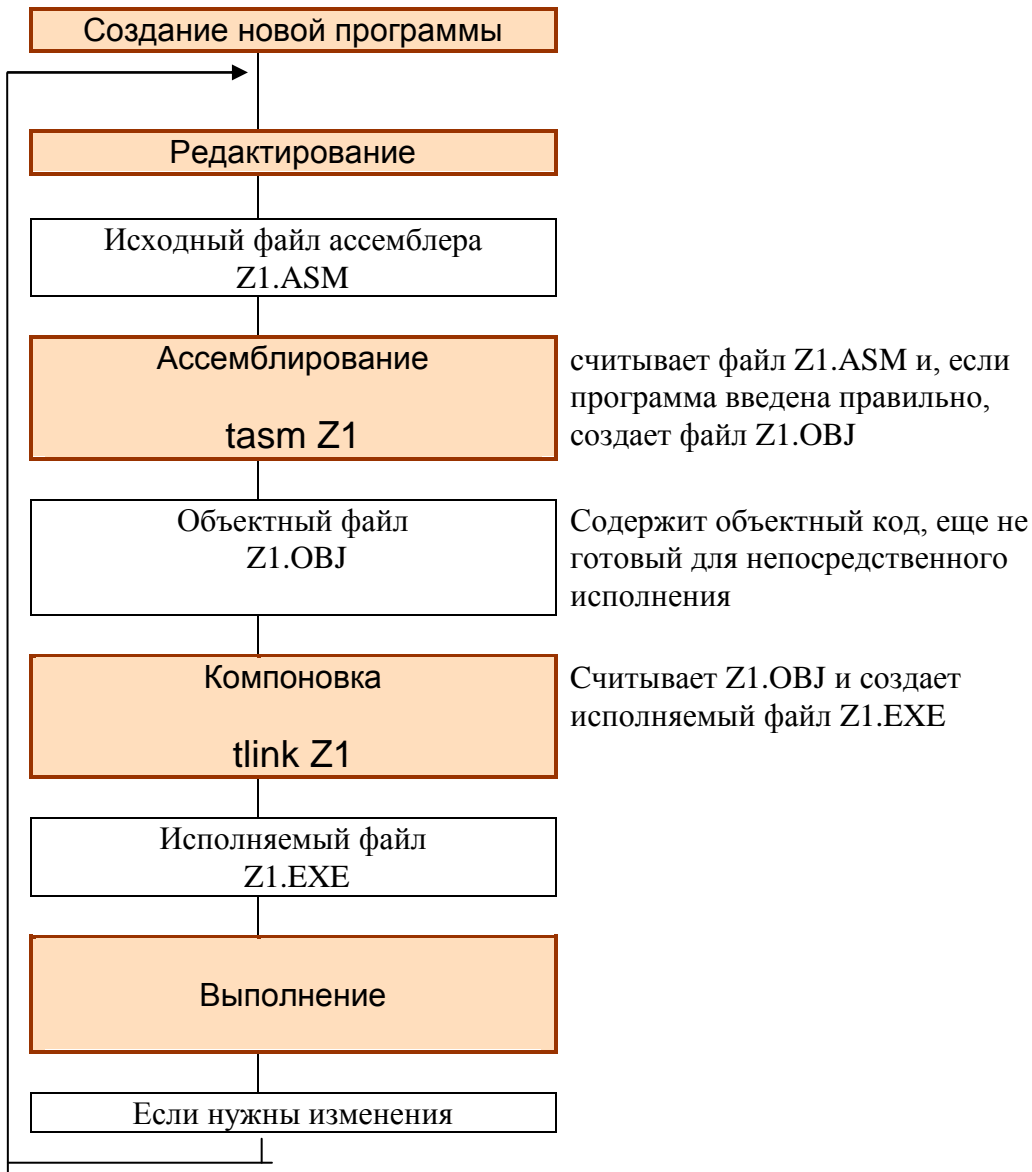 Создание новой программы
Редактирование
Исходный файл ассемблера
Z1.ASM
Ассемблирование
tasm Z1
считывает файл Z1.ASM и, если
программа введена правильно,
создает файл Z1.OBJ
Объектный файл
Z1.OBJ
Содержит объектный код, еще не
готовый для непосредственного
исполнения
Компоновка
tlink Z1
Считывает Z1.OBJ и создает
исполняемый файл Z1.EXE
Исполняемый файл
Z1.EXE
Выполнение
Если нужны изменения